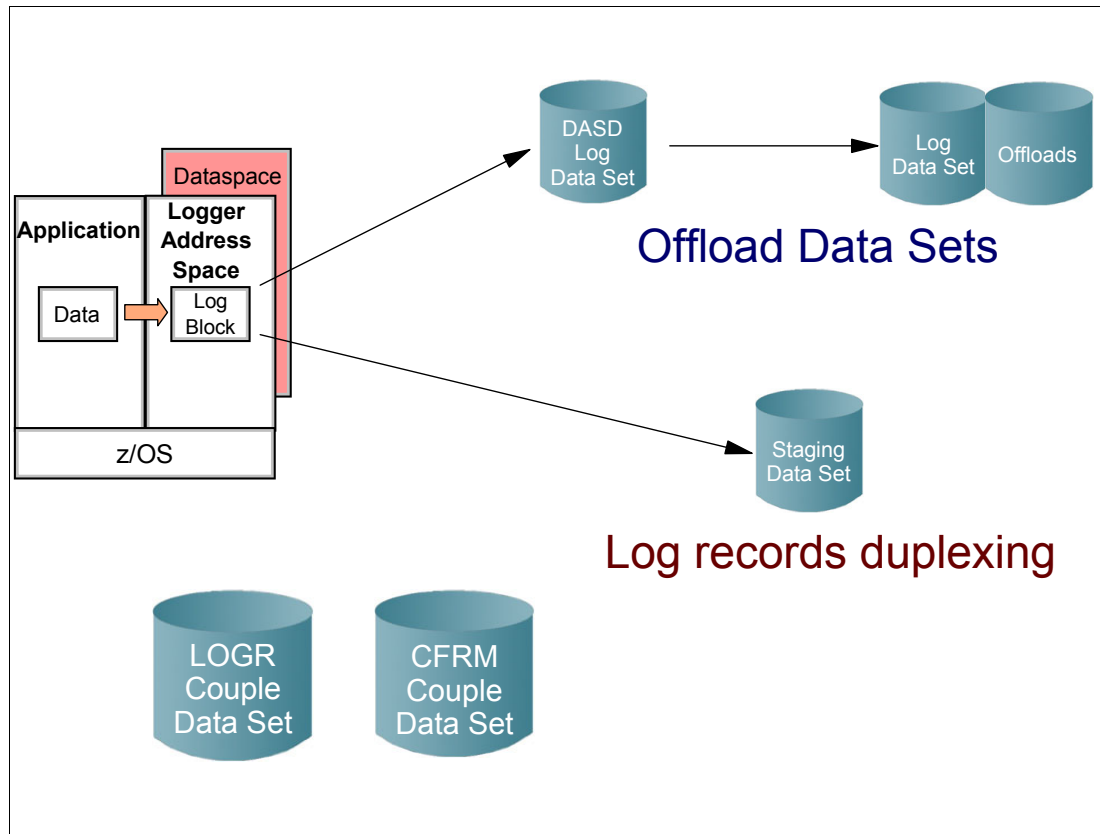 Dataspace
Application
Logger
Address
Space
Data
Log
Block
z/OS
DASD
Log
Data Set
Log
Data Set
Offloads
Offload Data Sets
Staging
Data Set
Log records duplexing
LOGR
Couple
Data Set
CFRM
Couple
Data Set